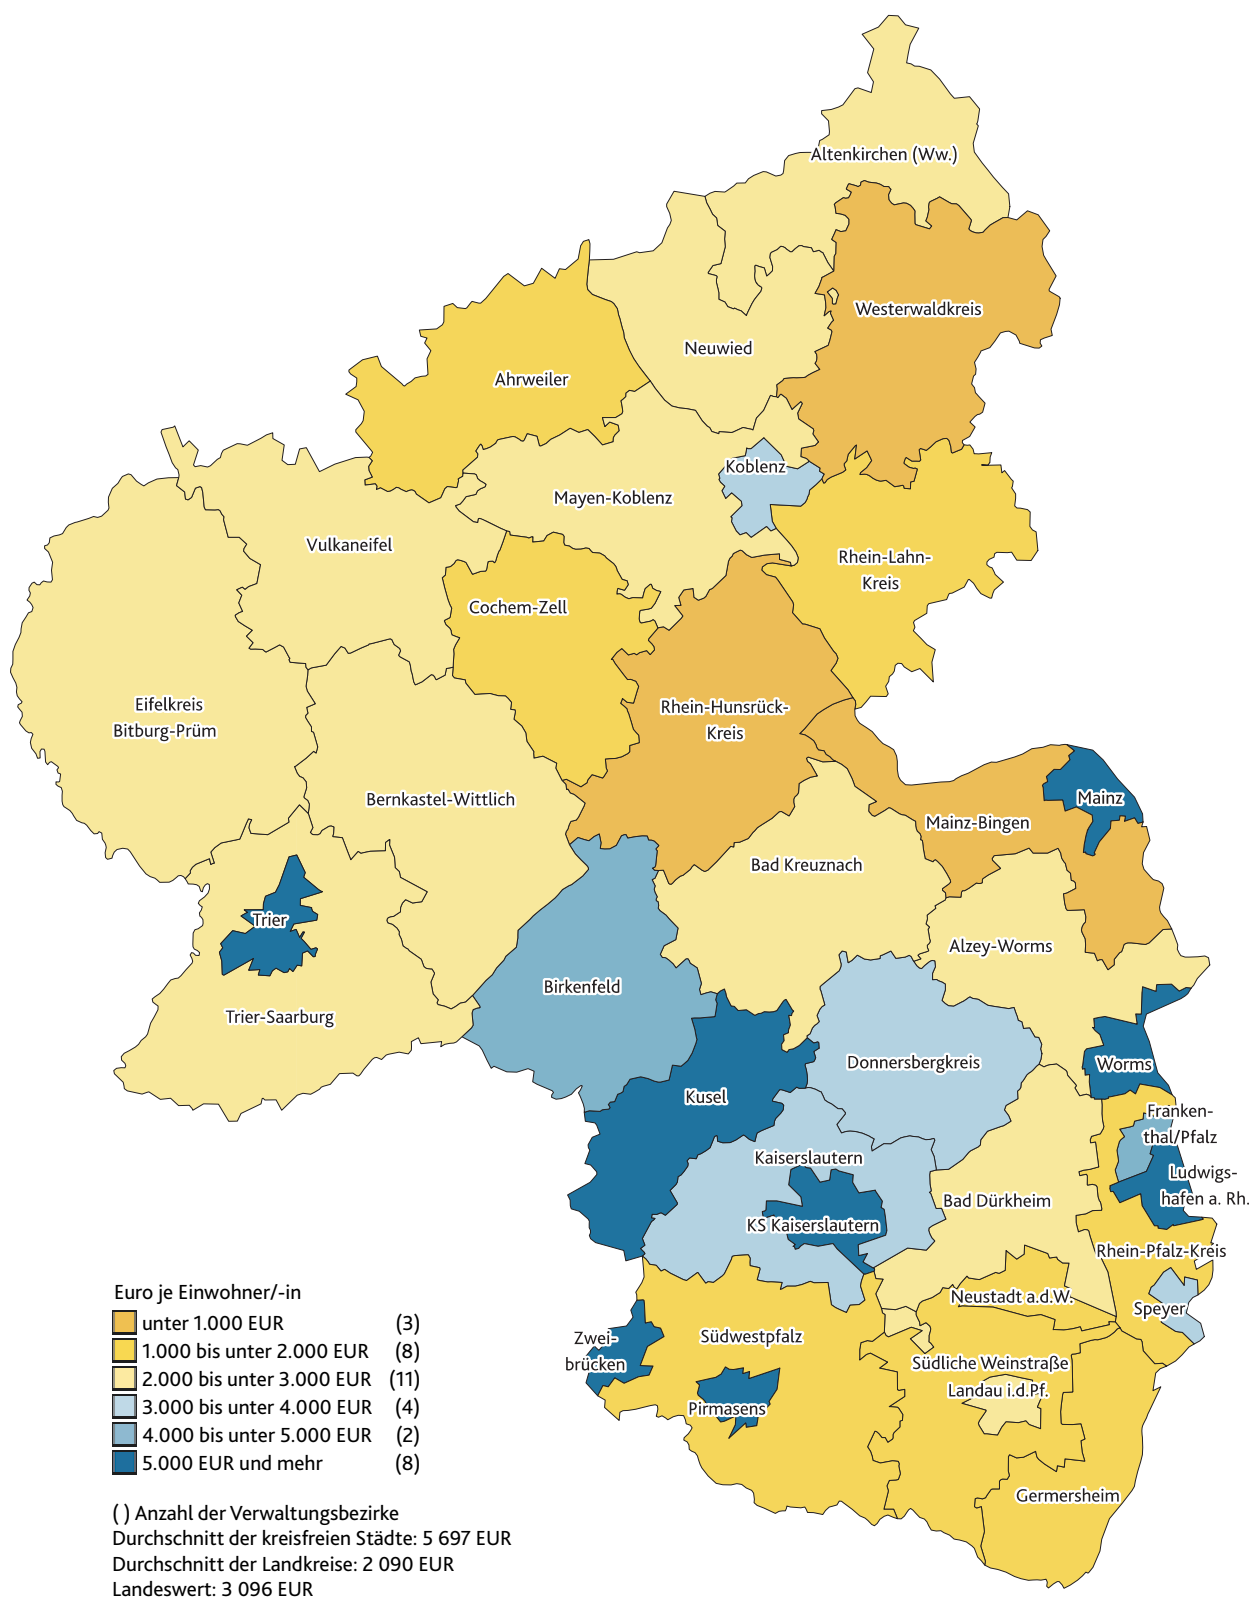 Altenkirchen (Ww.)
Westerwaldkreis
Neuwied
Ahrweiler
Koblenz
Mayen-Koblenz
Vulkaneifel
Rhein-Lahn-
Kreis
Cochem-Zell
Eifelkreis
Bitburg-Prüm
Rhein-Hunsrück-
Kreis
Bernkastel-Wittlich
Mainz
Mainz-Bingen
Bad Kreuznach
Trier
Alzey-Worms
Birkenfeld
Trier-Saarburg
Donnersbergkreis
Worms
Kusel
Franken-
thal/Pfalz
Kaiserslautern
Ludwigs-
hafen a. Rh.
Bad Dürkheim
KS Kaiserslautern
Rhein-Pfalz-Kreis
Neustadt a.d.W.
Speyer
Zwei-
brücken
Südwestpfalz
Südliche Weinstraße
Landau i.d.Pf.
Pirmasens
Germersheim
Euro je Einwohner/-in
unter 1.000 EUR (3)
1.000 bis unter 2.000 EUR (8)
2.000 bis unter 3.000 EUR (11)
3.000 bis unter 4.000 EUR (4)
4.000 bis unter 5.000 EUR (2)
5.000 EUR und mehr (8)
( ) Anzahl der Verwaltungsbezirke
Durchschnitt der kreisfreien Städte: 5 697 EUR
Durchschnitt der Landkreise: 2 090 EUR
Landeswert: 3 096 EUR